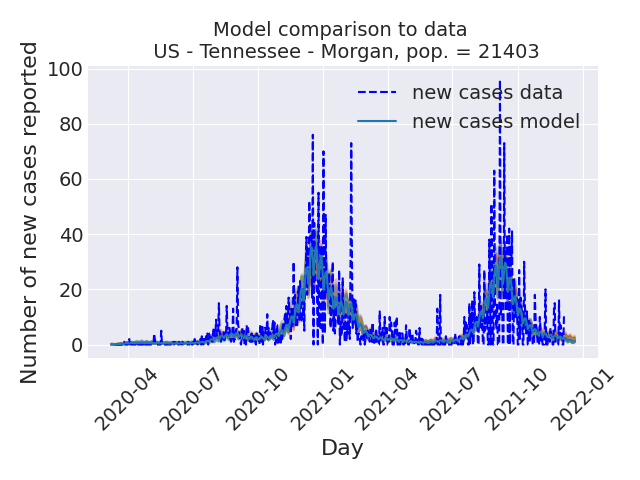 Model comparison to data
US - Tennessee - Morgan, pop. = 21403
Number of new cases reported
100
80
60
40
20
0
new cases data
new cases model
2020-04
2020-07
2020-10
2021-01
2021-04
2021-07
2021-10
2022-01
Day